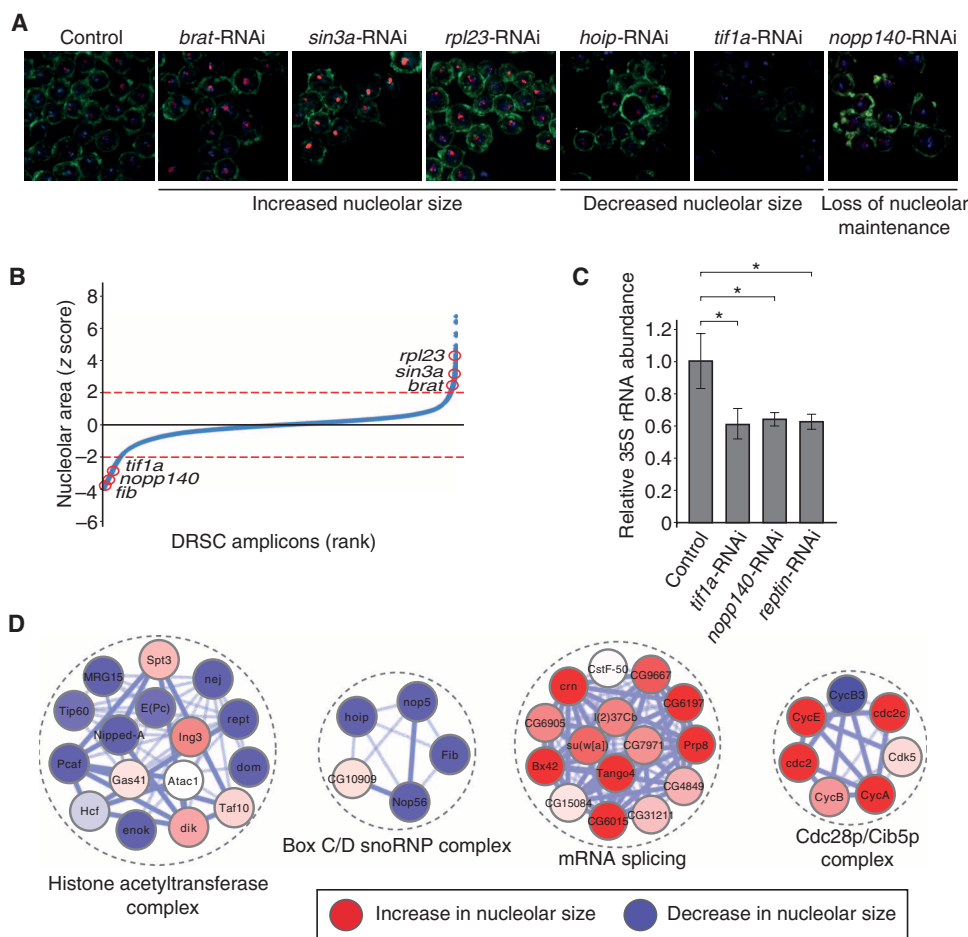 A
Control
brat-RNAi
sin3a-RNAi
rpl23-RNAi
hoip-RNAi
tif1a-RNAi
nopp140-RNAi
Increased nucleolar size
Decreased nucleolar size
Loss of nucleolar
maintenance
B
Nucleolar area (z score)
8
6
4
2
0
−2
−4
−6
rpl23
sin3a
brat
tif1a
nopp140
fib
DRSC amplicons (rank)
C
Relative 35S rRNA abundance
1.2
1.0
0.8
0.6
0.4
0.2
0
*
*
*
Control
tif1a-RNAi
nopp140-RNAi
reptin-RNAi
D
Spt3
MRG15
nej
Tip60
E(Pc)
rept
Nipped-A
Ing3
Pcaf
dom
Gas41
Atac1
Hcf
Taf10
enok
dik
Histone acetyltransferase
complex
hoip
nop5
Fib
CG10909
Nop56
Box C/D snoRNP complex
CstF-50
CG9667
crn
CG6197
CG6905
l(2)37Cb
su(w[a])
CG7971
Prp8
Bx42
Tango4
CG4849
CG15084
CG31211
CG6015
mRNA splicing
CycB3
CycE
cdc2c
cdc2
Cdk5
CycB
CycA
Cdc28p/Cib5p
complex
Increase in nucleolar size
Decrease in nucleolar size